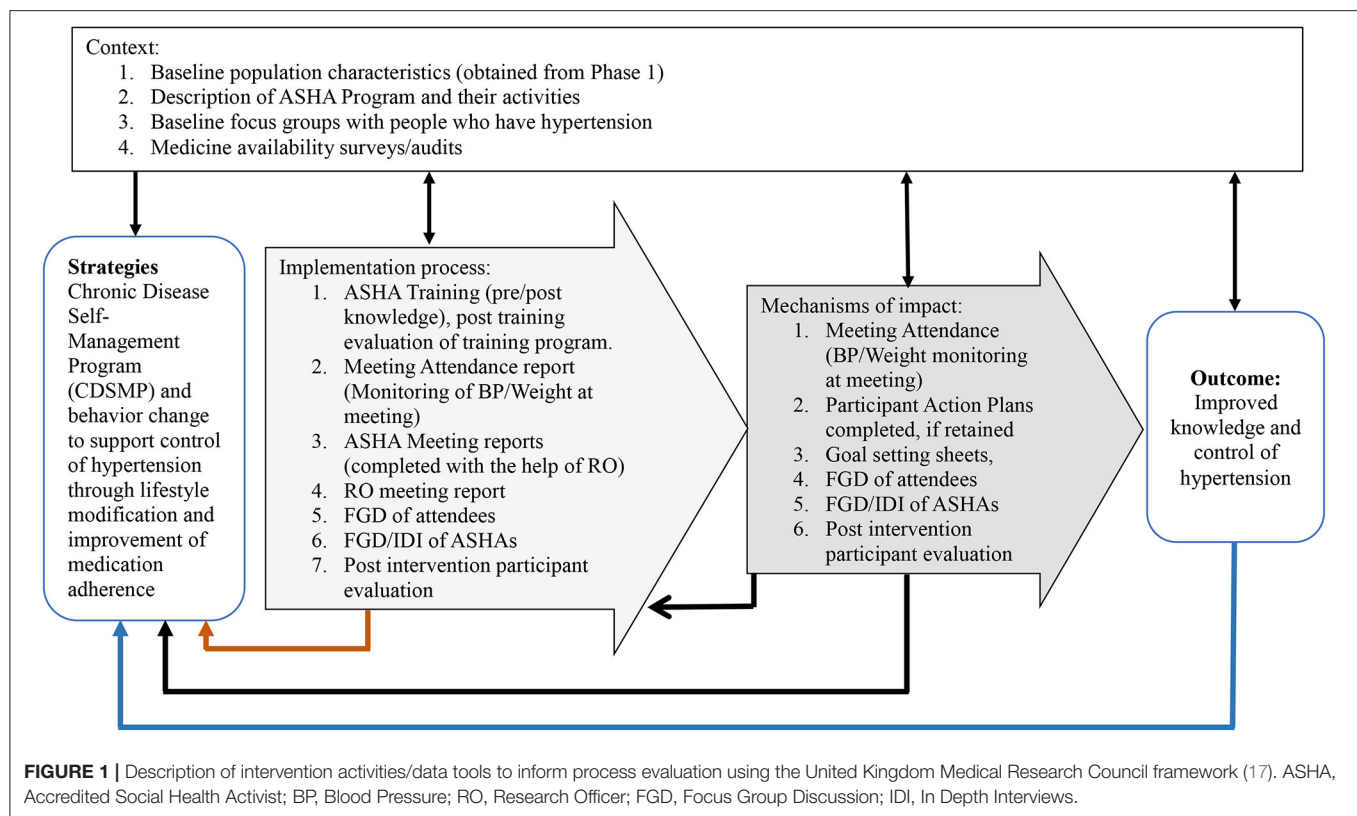 Context:
1. Baseline population characteristics (obtained from Phase 1)
2. Description of ASHA Program and their activities
3. Baseline focus groups with people who have hypertension
4. Medicine availability surveys/audits
Strategies
Chronic Disease
Self-
Management
Program
(CDSMP) and
behavior change
to support control
of hypertension
through lifestyle
modification and
improvement of
medication
adherence
Implementation process:
1. ASHA Training (pre/post
knowledge), post training
evaluation of training program.
2. Meeting Attendance report
(Monitoring of BP/Weight at
meeting)
3. ASHA Meeting reports
(completed with the help of RO)
4. RO meeting report
5. FGD of attendees
6. FGD/IDI of ASHAs
7. Post intervention participant
evaluation
Mechanisms of impact:
1. Meeting Attendance
(BP/Weight monitoring
at meeting)
2. Participant Action Plans
completed, if retained
3. Goal setting sheets,
4. FGD of attendees
5. FGD/IDI of ASHAs
6. Post intervention
participant evaluation
Outcome:
Improved
knowledge and
control of
hypertension
FIGURE 1 | Description of intervention activities/data tools to inform process evaluation using the United Kingdom Medical Research Council framework (17). ASHA,
Accredited Social Health Activist; BP, Blood Pressure; RO, Research Officer; FGD, Focus Group Discussion; IDI, In Depth Interviews.